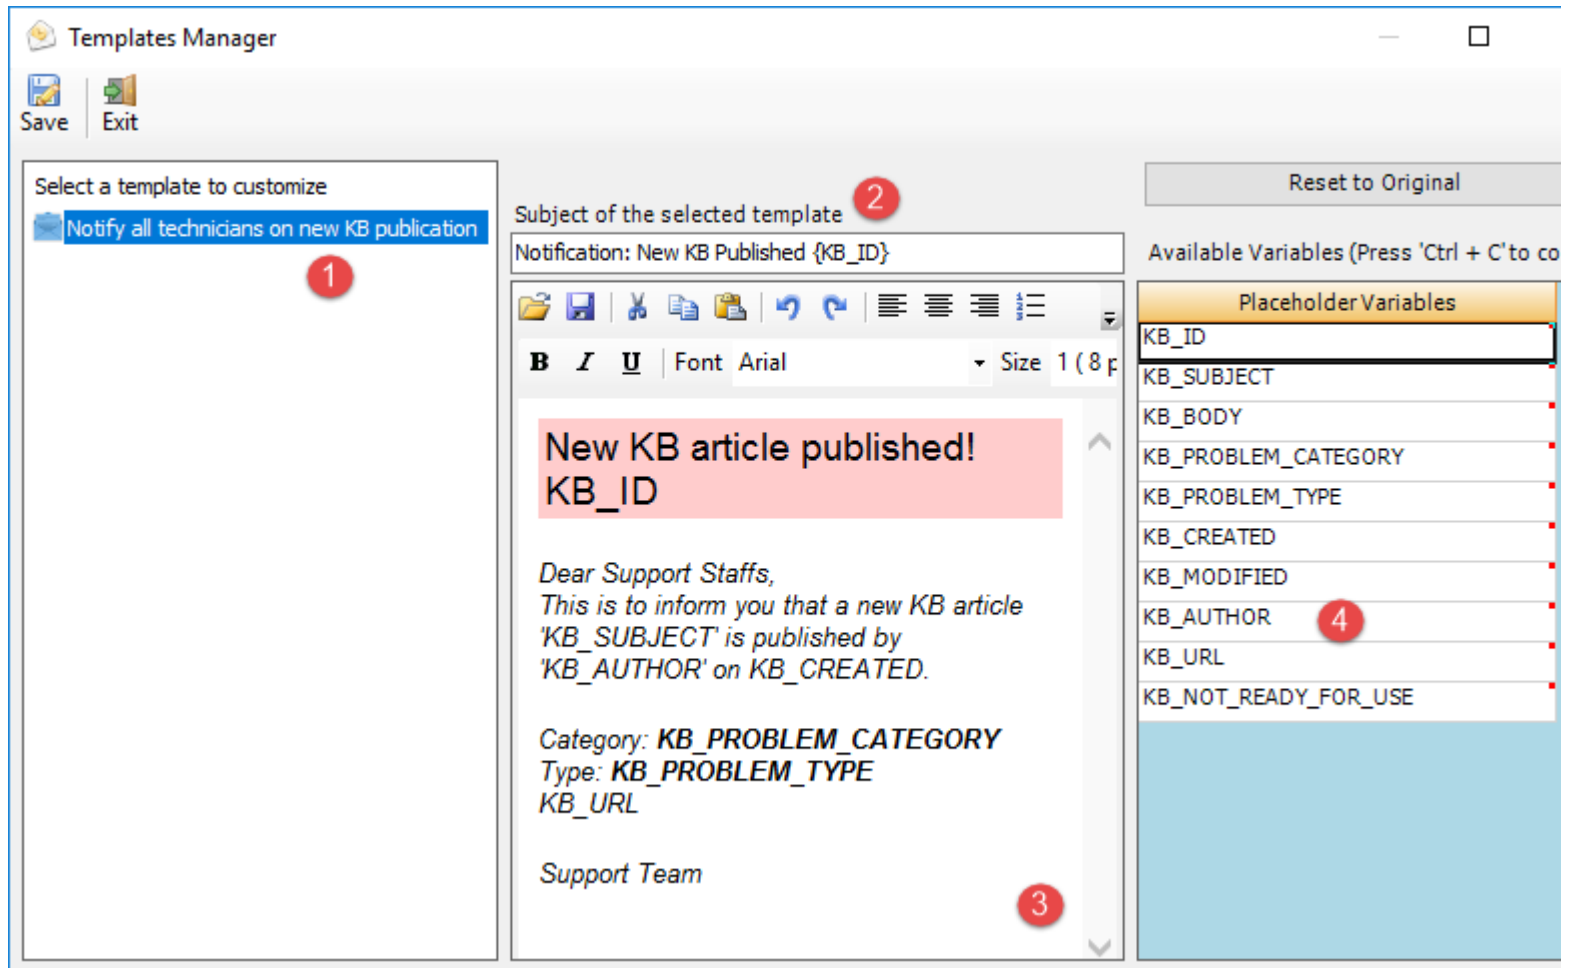 Templates Manager
Save
Exit
Select a template to customize
Notify all technicians on new KB publication
1
Subject of the selected template
2
Notification: New KB Published {KB_ID}
B I U Font Arial Size 1 ( 8 p
New KB article published!
KB_ID
Dear Support Staffs,
This is to inform you that a new KB article
'KB_SUBJECT' is published by
'KB_AUTHOR' on KB_CREATED.
Category: KB_PROBLEM_CATEGORY
Type: KB_PROBLEM_TYPE
KB_URL
Support Team
3
Reset to Original
Available Variables (Press 'Ctrl + C' to co
Placeholder Variables
KB_ID
KB_SUBJECT
KB_BODY
KB_PROBLEM_CATEGORY
KB_PROBLEM_TYPE
KB_CREATED
KB_MODIFIED
KB_AUTHOR
4
KB_URL
KB_NOT_READY_FOR_USE